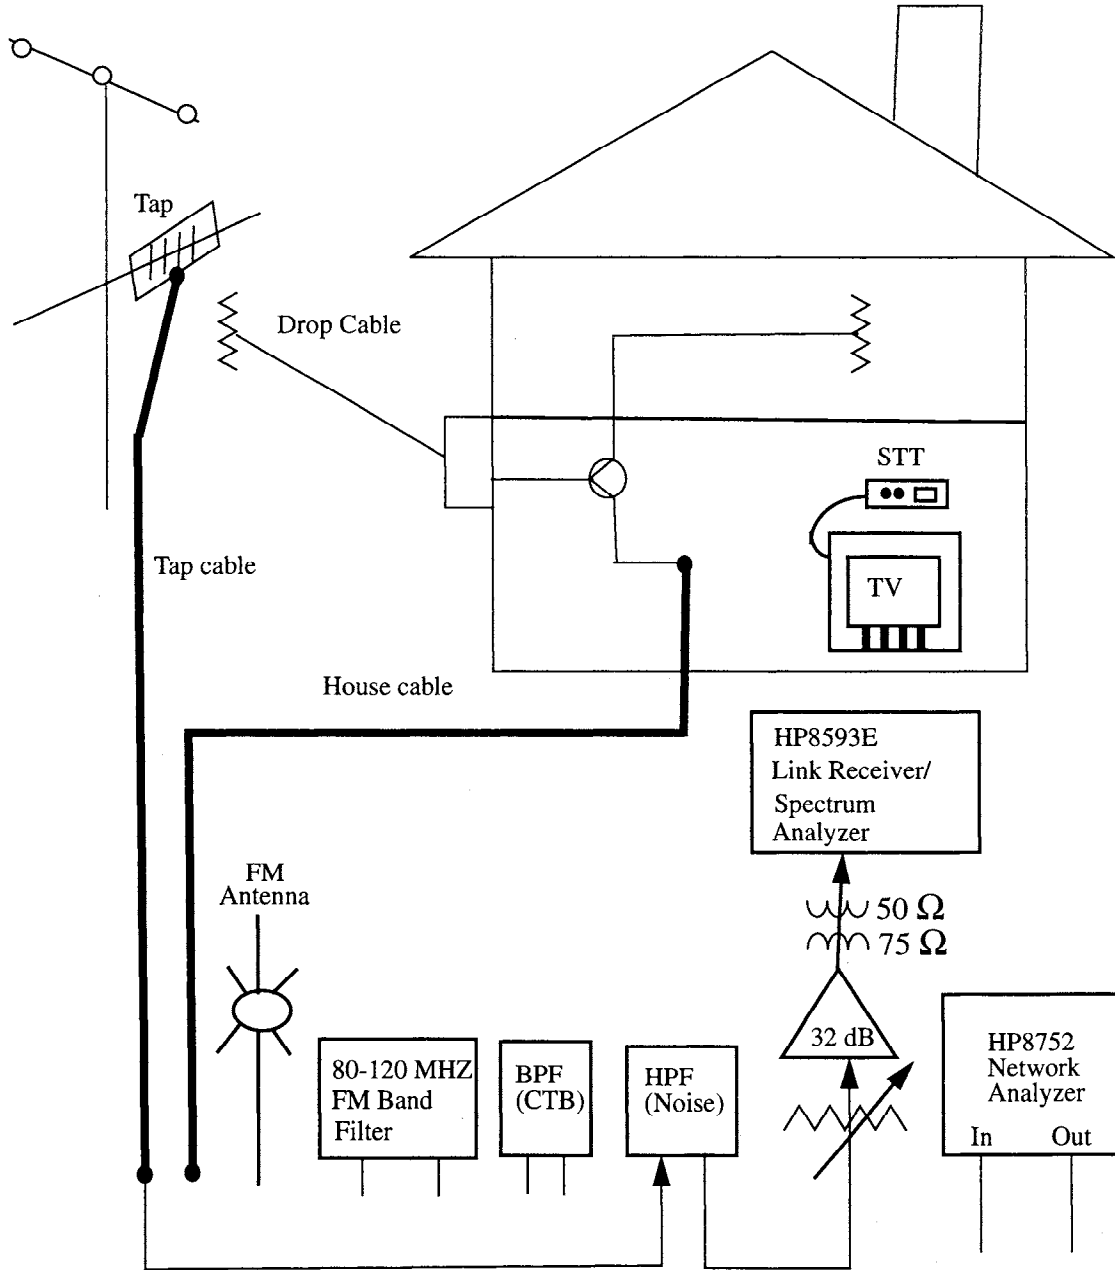 Tap
Drop Cable
STT
TV
Tap cable
House cable
HP8593E
Link Receiver/
Spectrum
Analyzer
FM
Antenna
50 Ω
75 Ω
32 dB
80-120 MHZ
FM Band
Filter
BPF
(CTB)
HPF
(Noise)
HP8752
Network
Analyzer
In Out